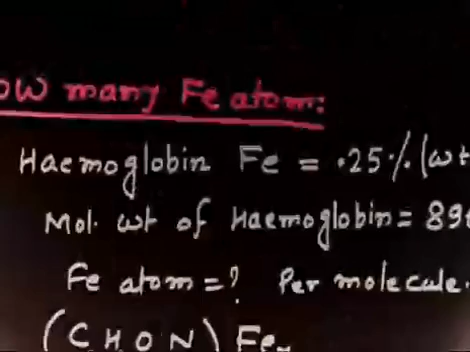 OW many Fe atom:
Haemoglobin Fe = .25% (wt
Mol. wt of Haemoglobin = 89
Fe atom = ? Per molecule.
(C H O N) Fe